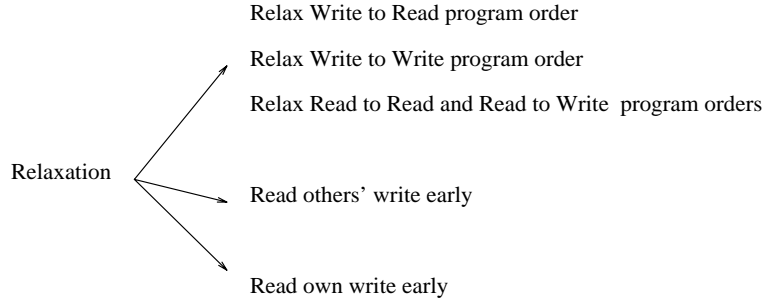 Relax Write to Read program order
Relax Write to Write program order
Relax Read to Read and Read to Write program orders
Relaxation
Read others’ write early
Read own write early